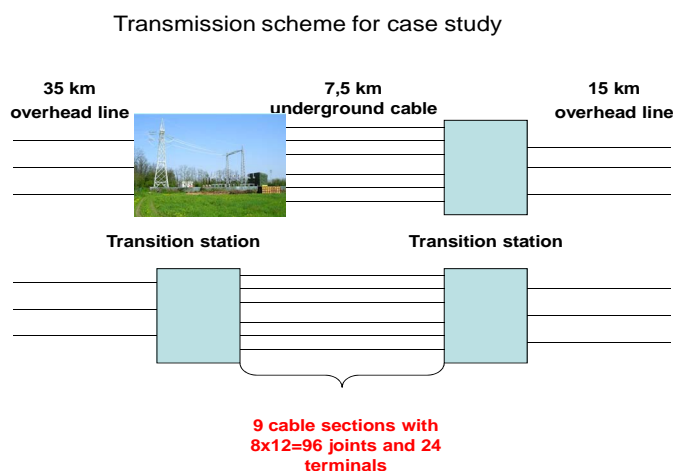 Transmission scheme for case study
35 km
overhead line
7,5 km
underground cable
15 km
overhead line
Transition station
Transition station
9 cable sections with
8x12=96 joints and 24
terminals